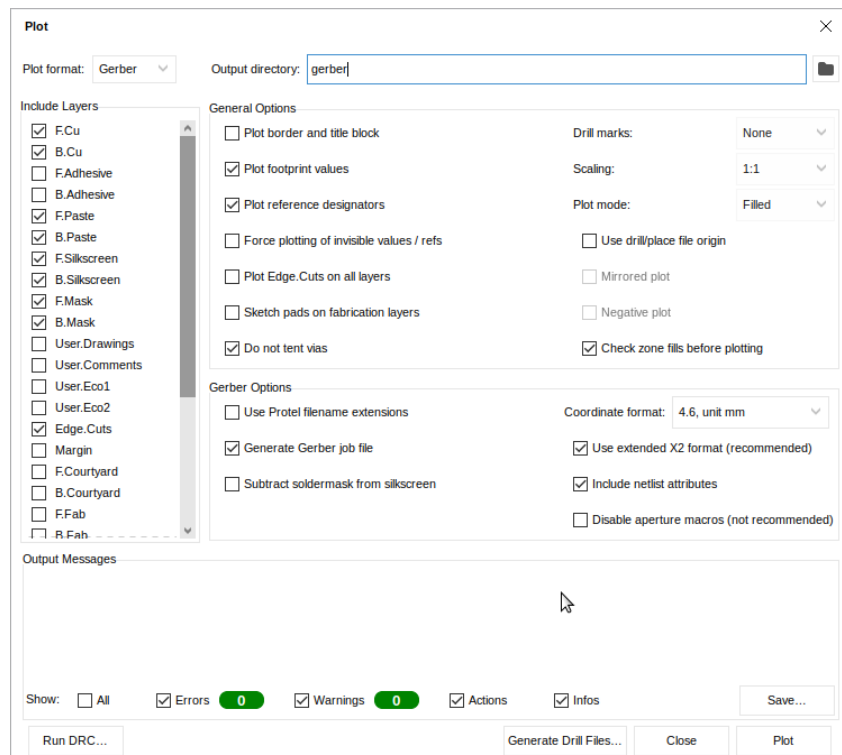 Plot
Plot format: Gerber Output directory: gerber
Include Layers
F.Cu
B.Cu
F.Adhesive
B.Adhesive
F.Paste
B.Paste
F.Silkscreen
B.Silkscreen
F.Mask
B.Mask
User.Drawings
User.Comments
User.Eco1
User.Eco2
Edge.Cuts
Margin
F.Courtyard
B.Courtyard
F.Fab
B.Fab
General Options
Plot border and title block Drill marks: None
Plot footprint values Scaling: 1:1
Plot reference designators Plot mode: Filled
Force plotting of invisible values / refs Use drill/place file origin
Plot Edge.Cuts on all layers Mirrored plot
Sketch pads on fabrication layers Negative plot
Do not tent vias Check zone fills before plotting
Gerber Options
Use Protel filename extensions Coordinate format: 4.6, unit mm
Generate Gerber job file Use extended X2 format (recommended)
Subtract soldermask from silkscreen Include netlist attributes
Disable aperture macros (not recommended)
Output Messages
Show: All Errors 0 Warnings 0 Actions Infos Save...
Run DRC... Generate Drill Files... Close Plot